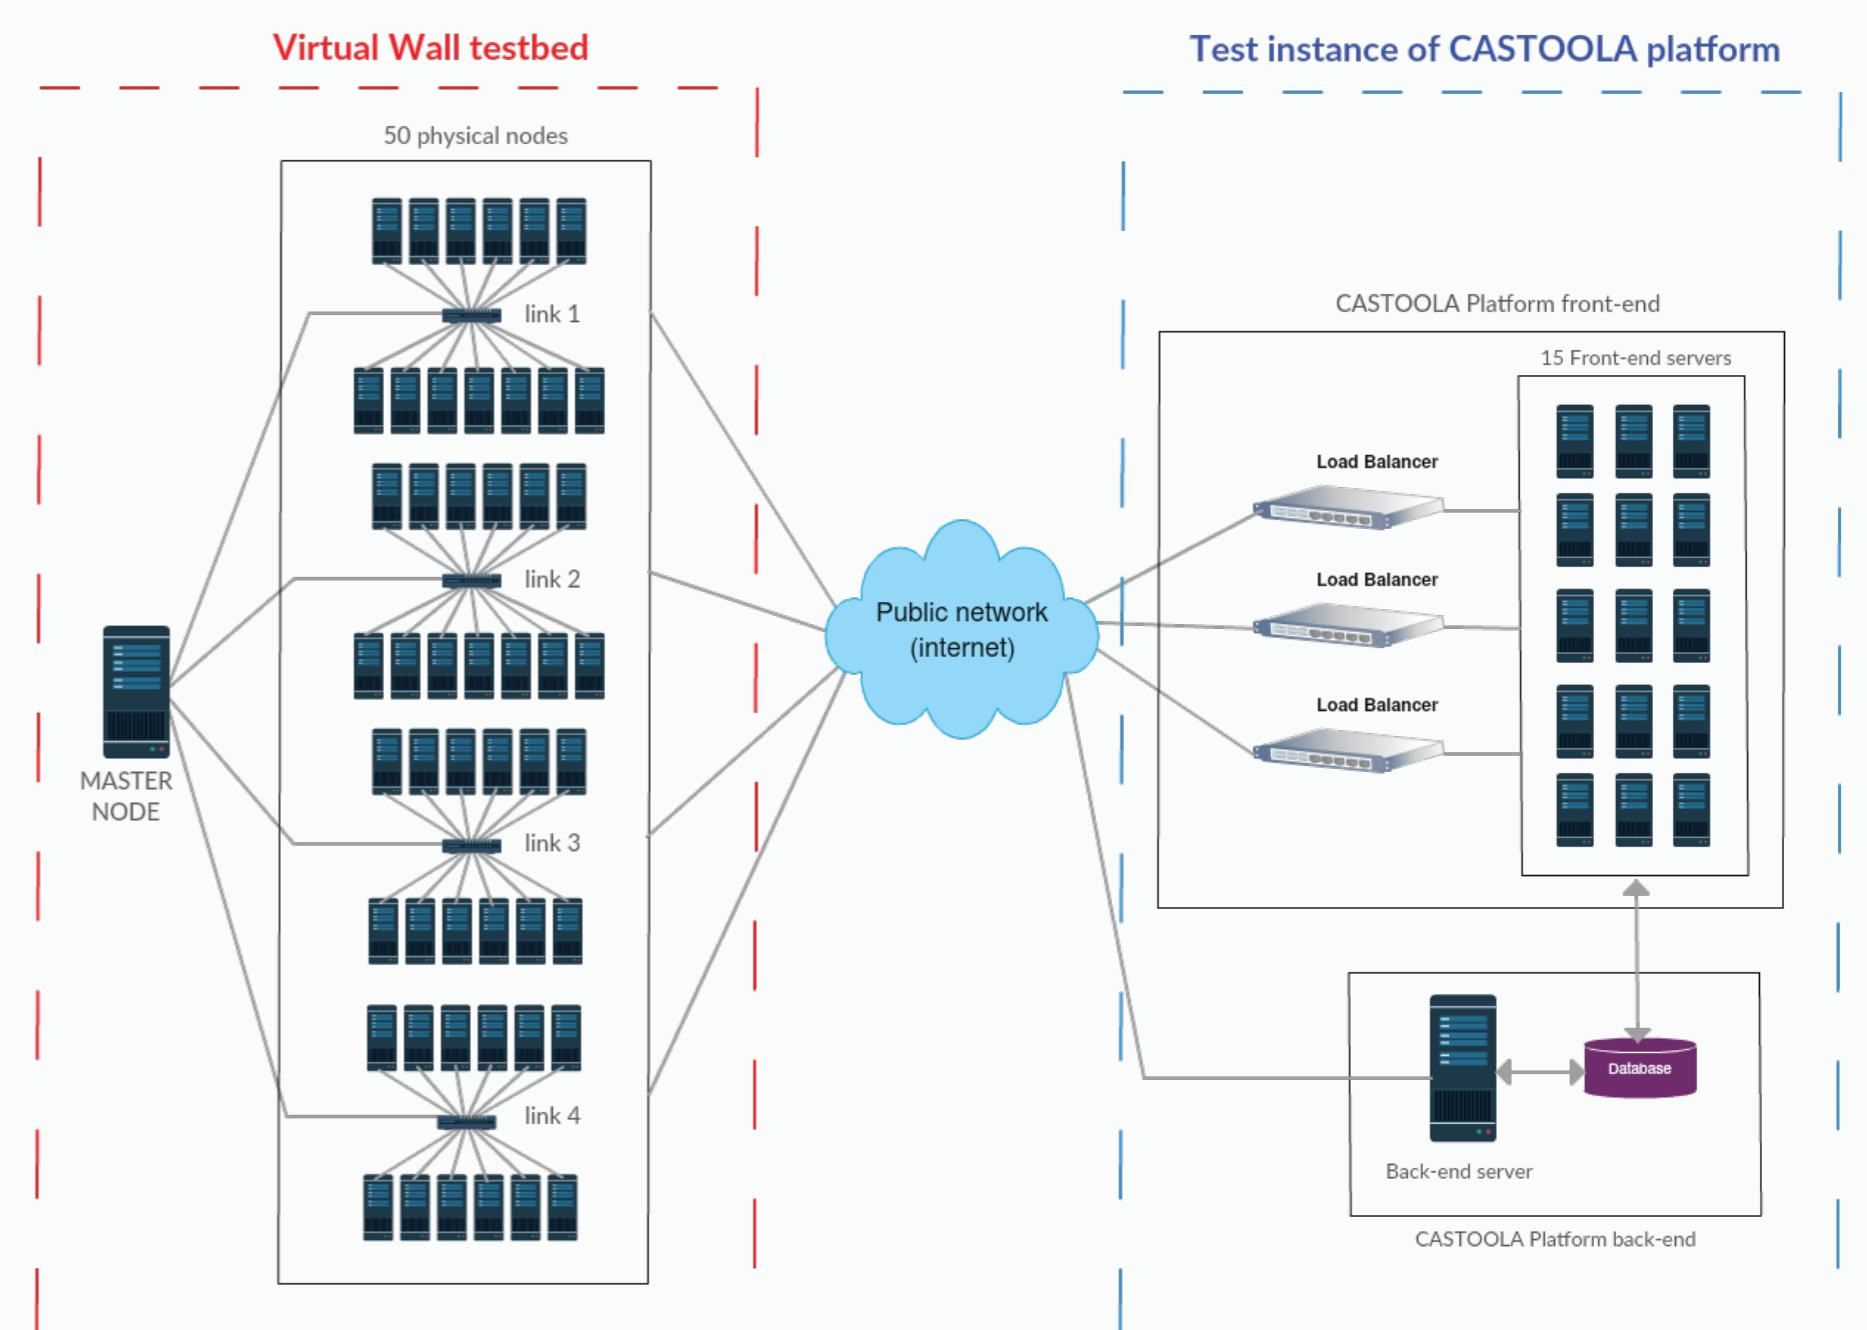 Virtual Wall testbed
50 physical nodes
link 1
link 2
link 3
link 4
MASTER
NODE
Public network
(internet)
Test instance of CASTOOLA platform
CASTOOLA Platform front-end
15 Front-end servers
Load Balancer
Load Balancer
Load Balancer
Database
Back-end server
CASTOOLA Platform back-end